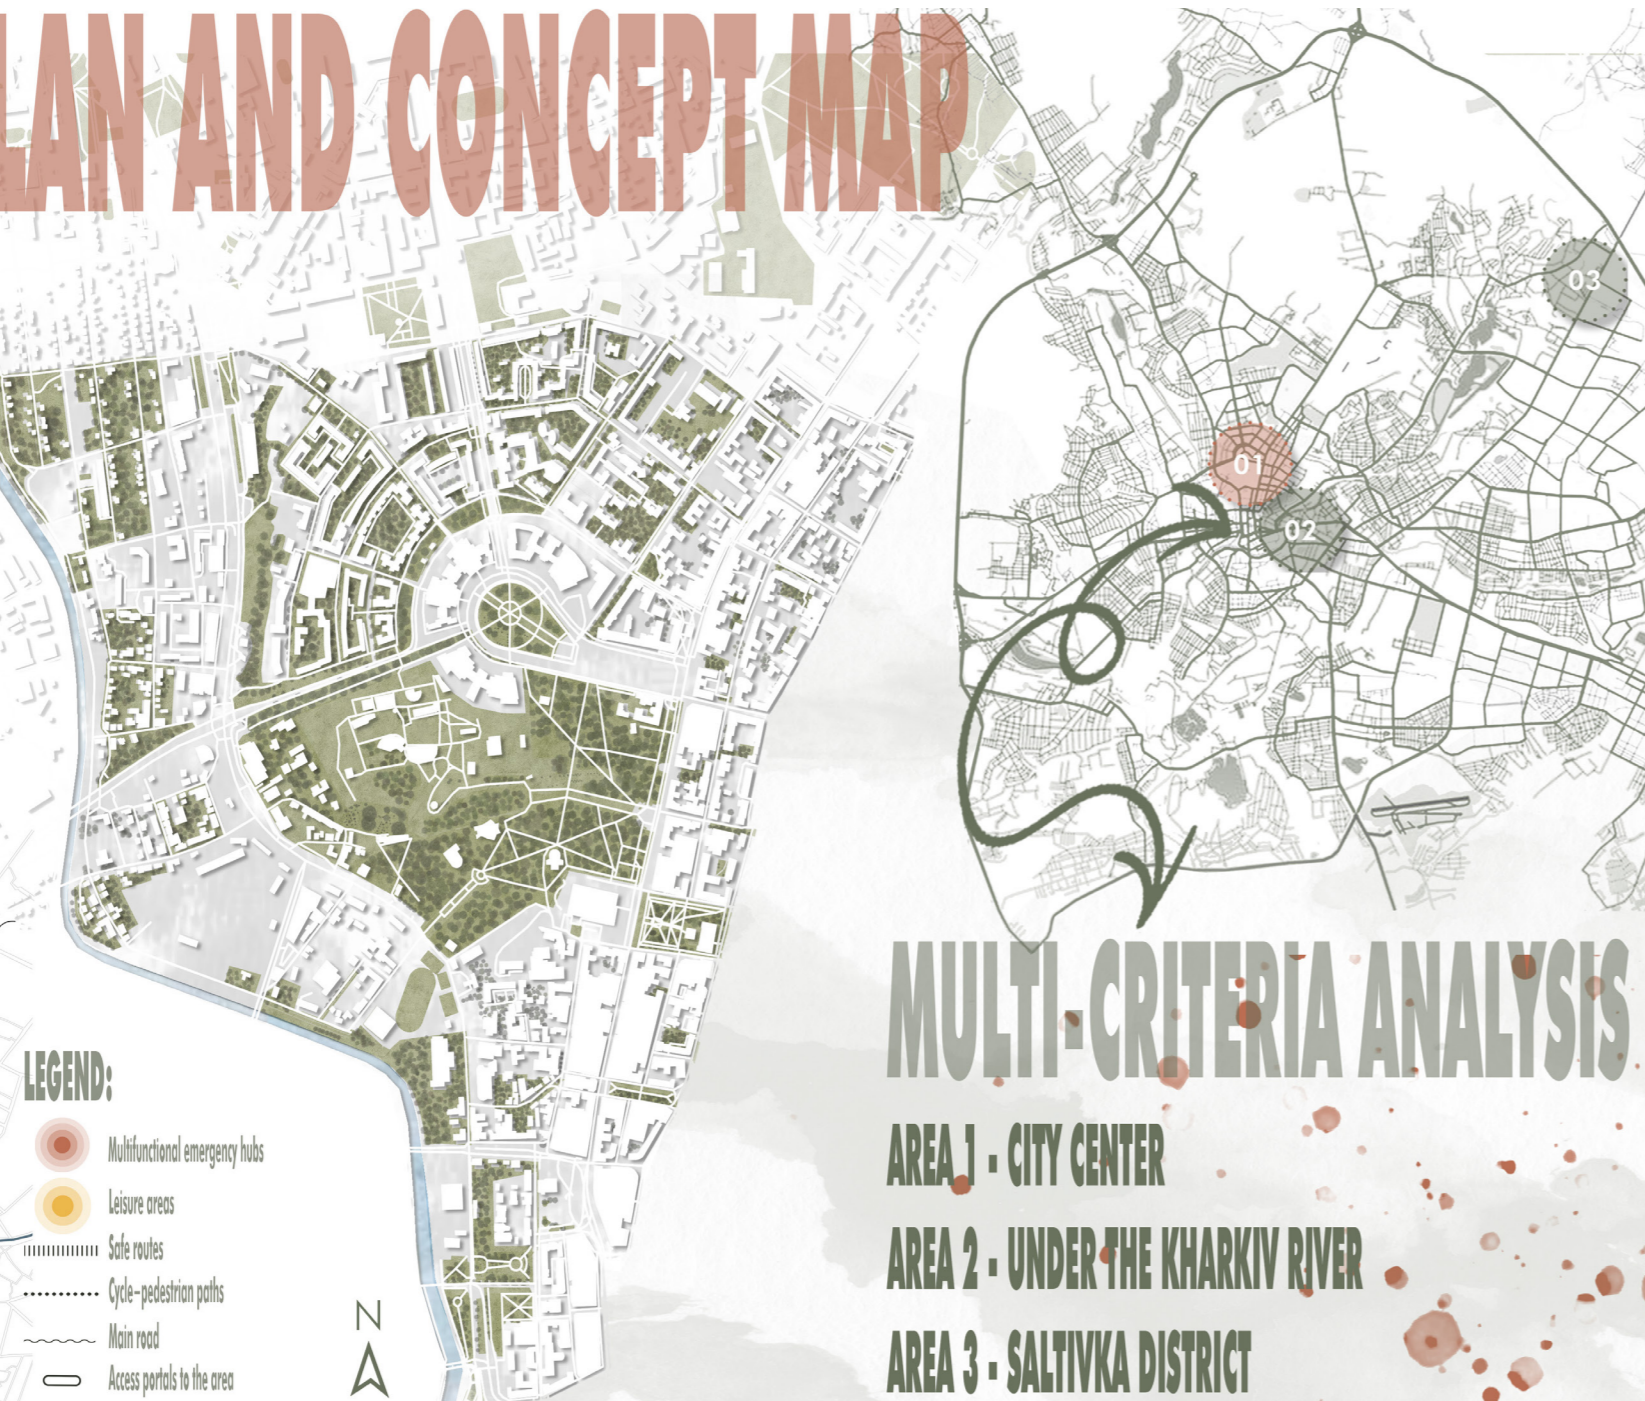 LAN AND CONCEPT MAP
03
01
02
MULTI-CRITERIA ANALYSIS
AREA 1 - CITY CENTER
AREA 2 - UNDER THE KHARKIV RIVER
AREA 3 - SALTIVKA DISTRICT
LEGEND:
Multifunctional emergency hubs
Leisure areas
Safe routes
Cycle-pedestrian paths
Main road
Access portals to the area
N